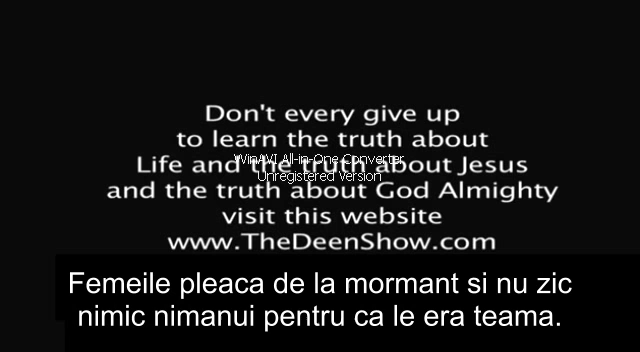 Don't every give up
to learn the truth about
Life and the truth about Jesus
WinAVI All-in-One Converter
Unregistered Version
and the truth about God Almighty
visit this website
www.TheDeenShow.com
Femeile pleaca de la mormant si nu zic
nimic nimanui pentru ca le era teama.